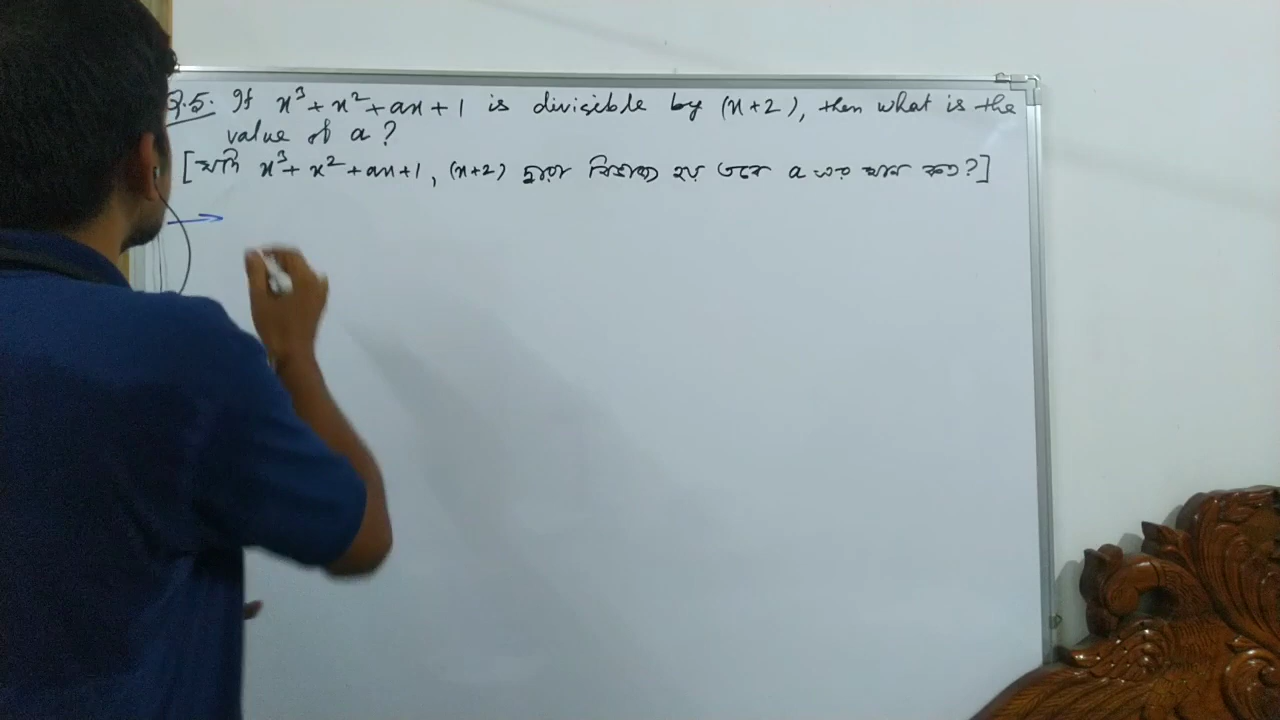 Q.5. If x³ + x² + ax + 1 is divisible by (x+2), then what is the
value of a?
[যদি x³ + x² + ax + 1, (x+2) দ্বারা বিভাজ্য হয় তবে a এর মান কত?]